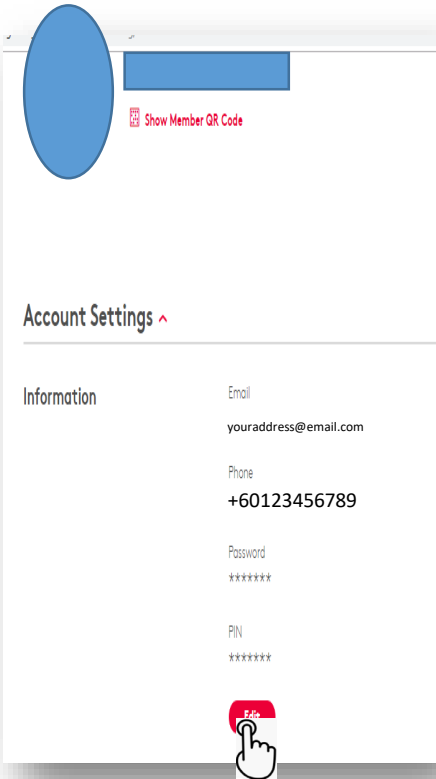 Show Member QR Code
Account Settings
Information
Email
youraddress@email.com
Phone
+60123456789
Password
*******
PIN
*******
Edit